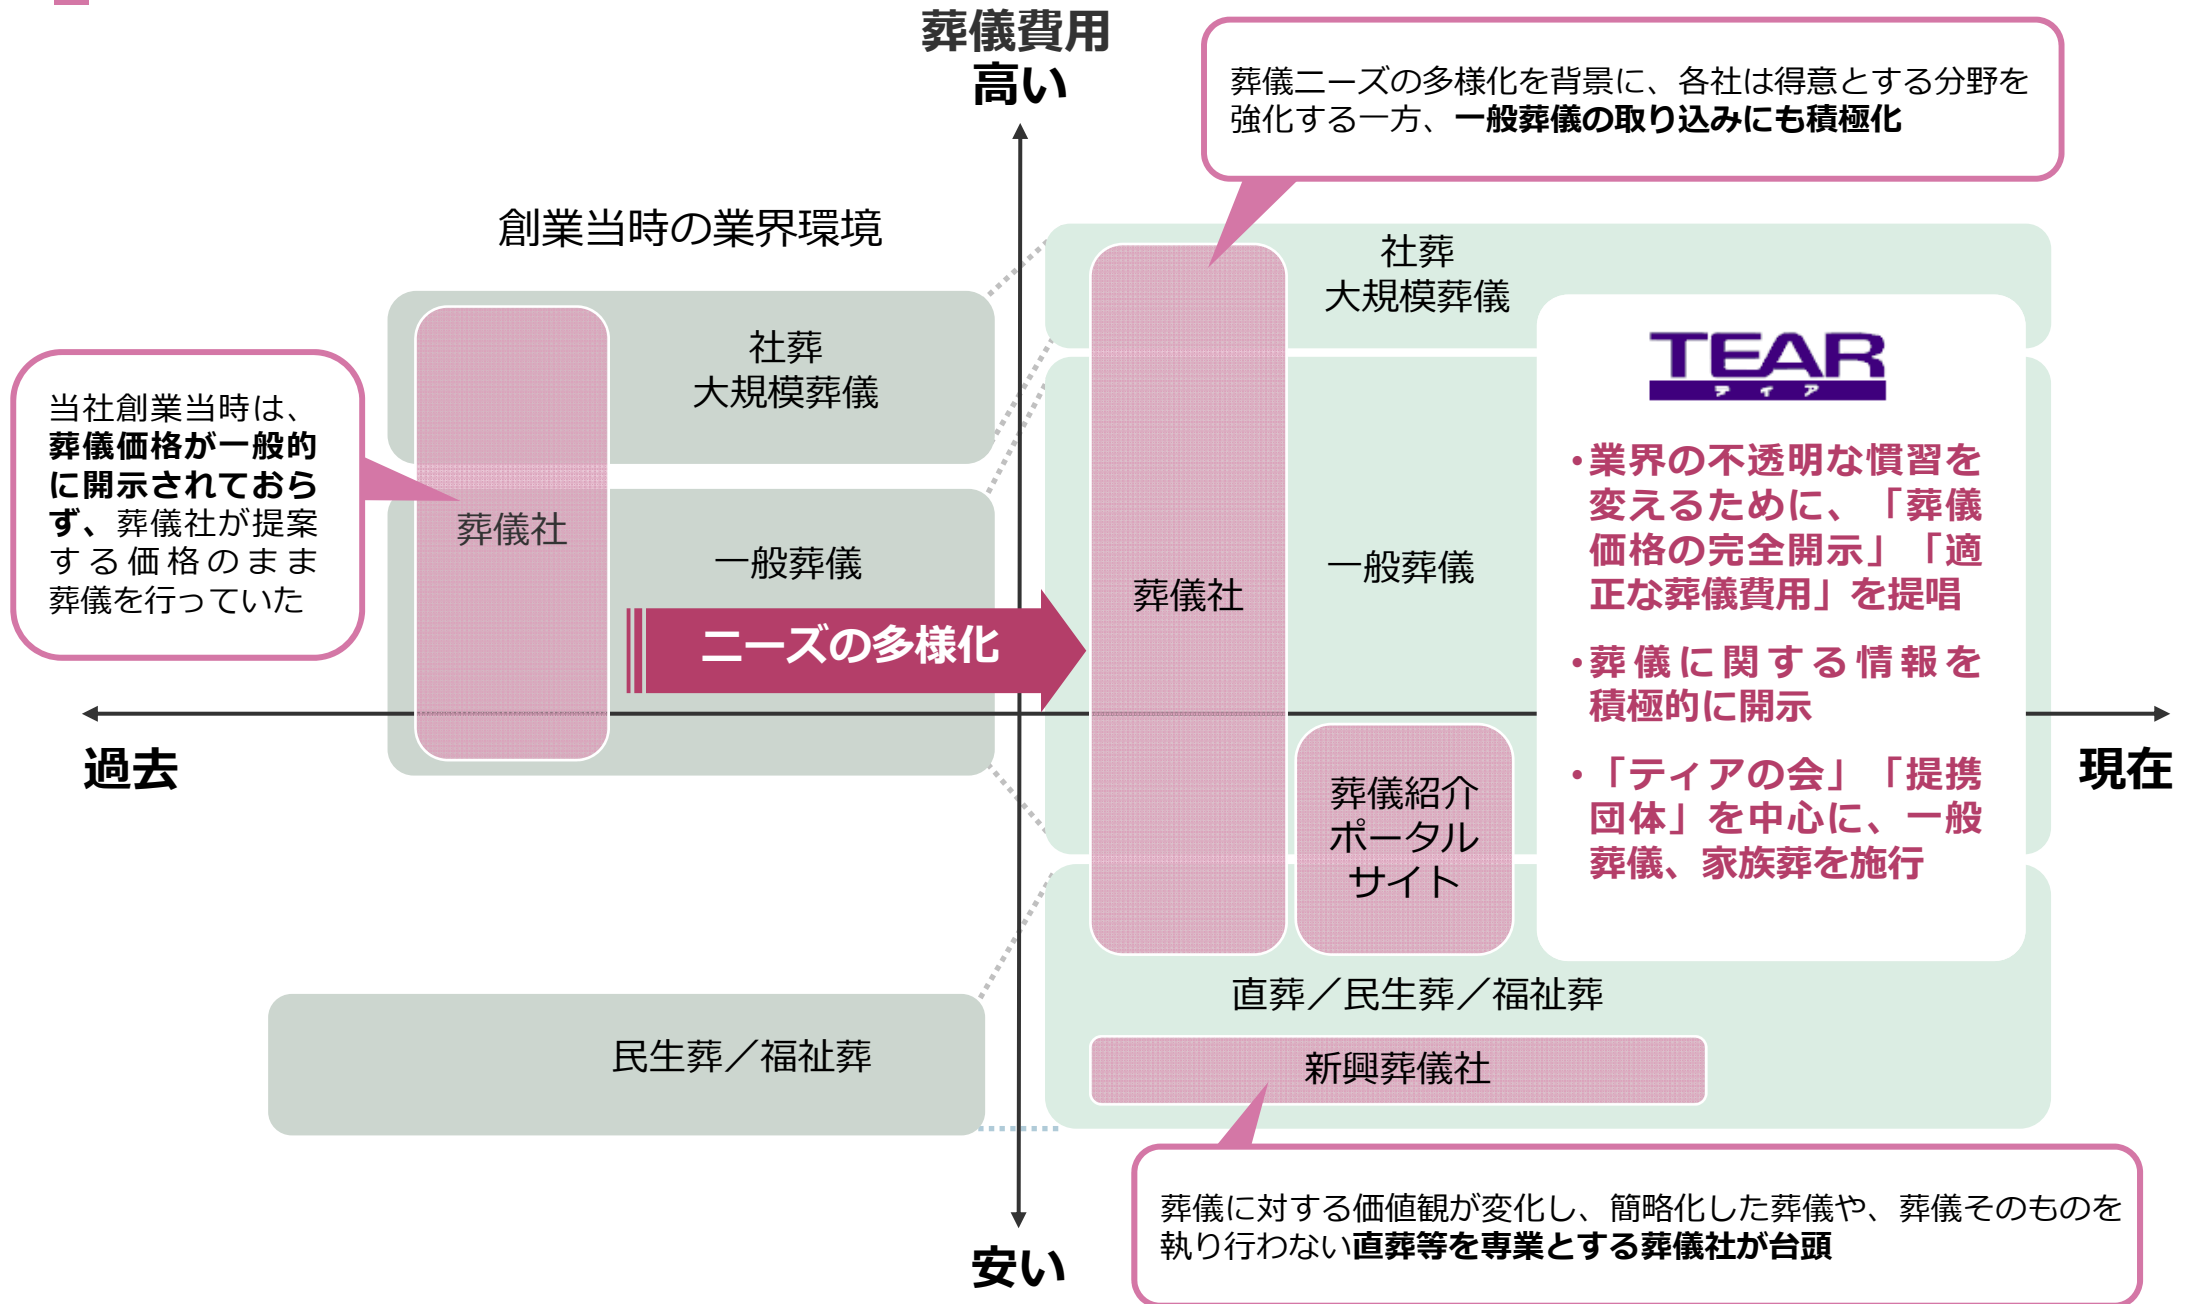 葬儀費用
高い
葬儀ニーズの多様化を背景に、各社は得意とする分野を
強化する一方、一般葬儀の取り込みにも積極化
創業当時の業界環境
社葬
大規模葬儀
当社創業当時は、
葬儀価格が一般的
に開示されておら
ず、葬儀社が提案
する価格のまま
葬儀を行っていた
葬儀社
一般葬儀
ニーズの多様化
社葬
大規模葬儀
葬儀社
一般葬儀
TEAR
ティア
・業界の不透明な慣習を
変えるために、「葬儀
価格の完全開示」「適
正な葬儀費用」を提唱
・葬儀に関する情報を
積極的に開示
・「ティアの会」「提携
団体」を中心に、一般
葬儀、家族葬を施行
過去
現在
葬儀紹介
ポータル
サイト
民生葬／福祉葬
直葬／民生葬／福祉葬
新興葬儀社
葬儀に対する価値観が変化し、簡略化した葬儀や、葬儀そのものを
執り行わない直葬等を専業とする葬儀社が台頭
安い